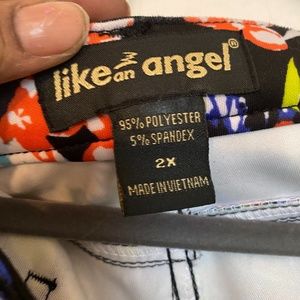 like an angel®
95% POLYESTER
5% SPANDEX
2X
MADE IN VIETNAM